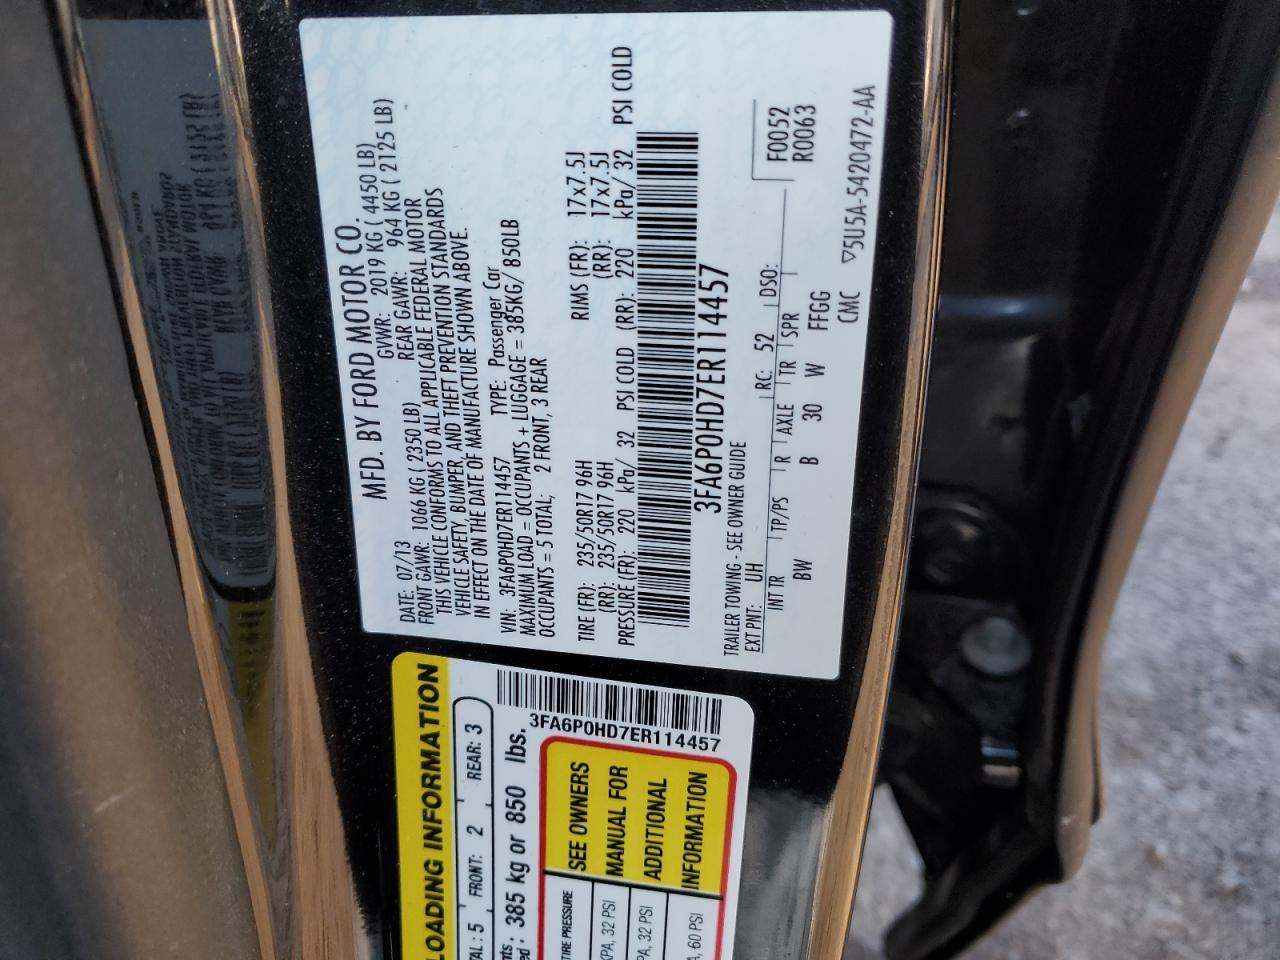 MFD. BY FORD MOTOR CO.
DATE: 07/13 GVWR: 2019 KG ( 4450 LB)
FRONT GAWR: 1066 KG ( 2350 LB) REAR GAWR: 964 KG ( 2125 LB)
THIS VEHICLE CONFORMS TO ALL APPLICABLE FEDERAL MOTOR
VEHICLE SAFETY, BUMPER, AND THEFT PREVENTION STANDARDS
IN EFFECT ON THE DATE OF MANUFACTURE SHOWN ABOVE.
VIN: 3FA6P0HD7ER114457 TYPE: Passenger Car
MAXIMUM LOAD = OCCUPANTS + LUGGAGE = 385KG/ 850LB
OCCUPANTS = 5 TOTAL; 2 FRONT, 3 REAR
TIRE (FR): 235/50R17 96H RIMS (FR): 17x7.5J
(RR): 235/50R17 96H (RR): 17x7.5J
PRESSURE (FR): 220 kPa/ 32 PSI COLD (RR): 220 kPa/ 32 PSI COLD
3FA6P0HD7ER114457
TRAILER TOWING - SEE OWNER GUIDE
EXT PNT: UH RC: 52 DSO: F0052
INT TR TP/PS R AXLE TR SPR R0063
BW B 30 W FFGG
CMC ▽5U5A-5420472-AA
LOADING INFORMATION
TAL: 5 FRONT: 2 REAR: 3
385 kg or 850 lbs.
3FA6P0HD7ER114457
TIRE PRESSURE
KPA, 32 PSI
PA, 32 PSI
A, 60 PSI
SEE OWNERS
MANUAL FOR
ADDITIONAL
INFORMATION